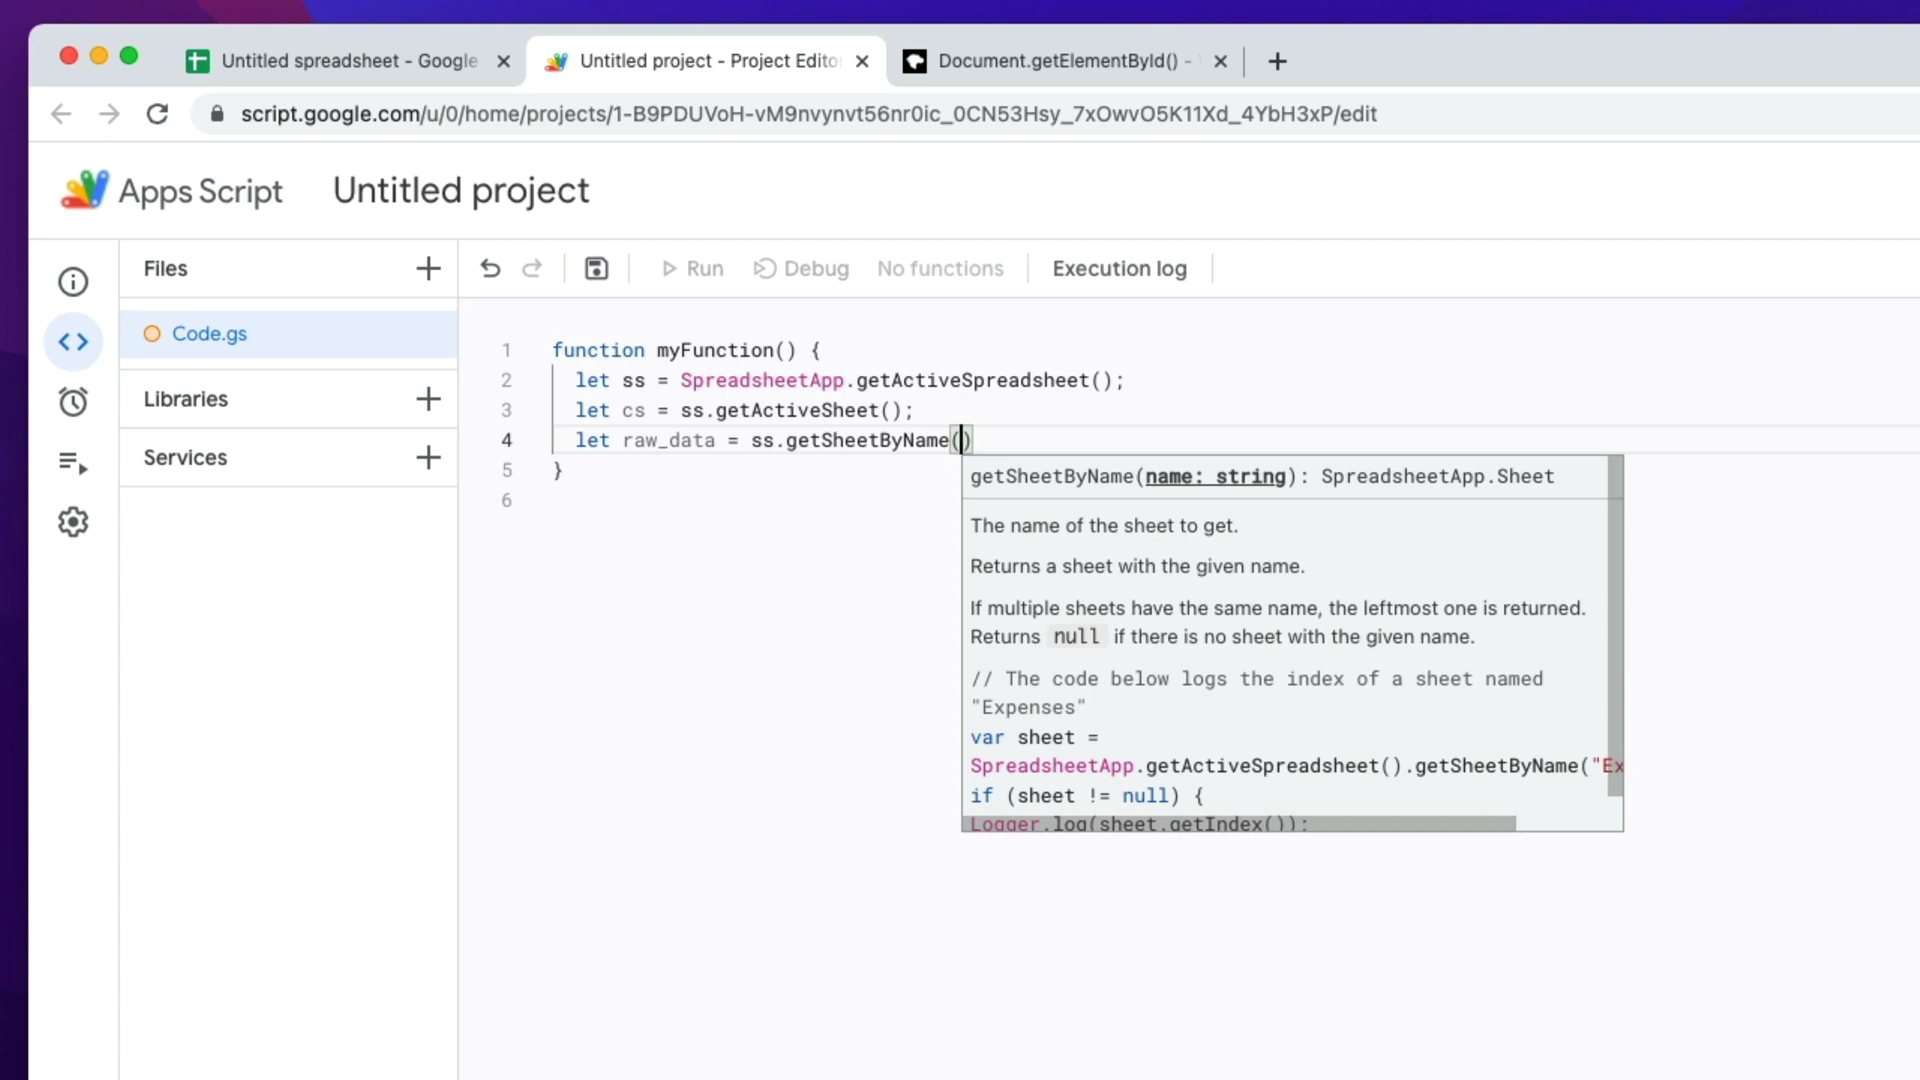 Untitled spreadsheet - Google
Untitled project - Project Edito
Document.getElementById() -
script.google.com/u/0/home/projects/1-B9PDUVoH-vM9nvynvt56nr0ic_0CN53Hsy_7xOwvO5K11Xd_4YbH3xP/edit
Apps Script Untitled project
Files
Run Debug No functions Execution log
Code.gs
Libraries
Services
1 function myFunction() {
2 let ss = SpreadsheetApp.getActiveSpreadsheet();
3 let cs = ss.getActiveSheet();
4 let raw_data = ss.getSheetByName()
5 }
6
getSheetByName(name: string): SpreadsheetApp.Sheet
The name of the sheet to get.
Returns a sheet with the given name.
If multiple sheets have the same name, the leftmost one is returned.
Returns null if there is no sheet with the given name.
// The code below logs the index of a sheet named
"Expenses"
var sheet =
SpreadsheetApp.getActiveSpreadsheet().getSheetByName("Ex
if (sheet != null) {
Logger.log(sheet.getIndex());